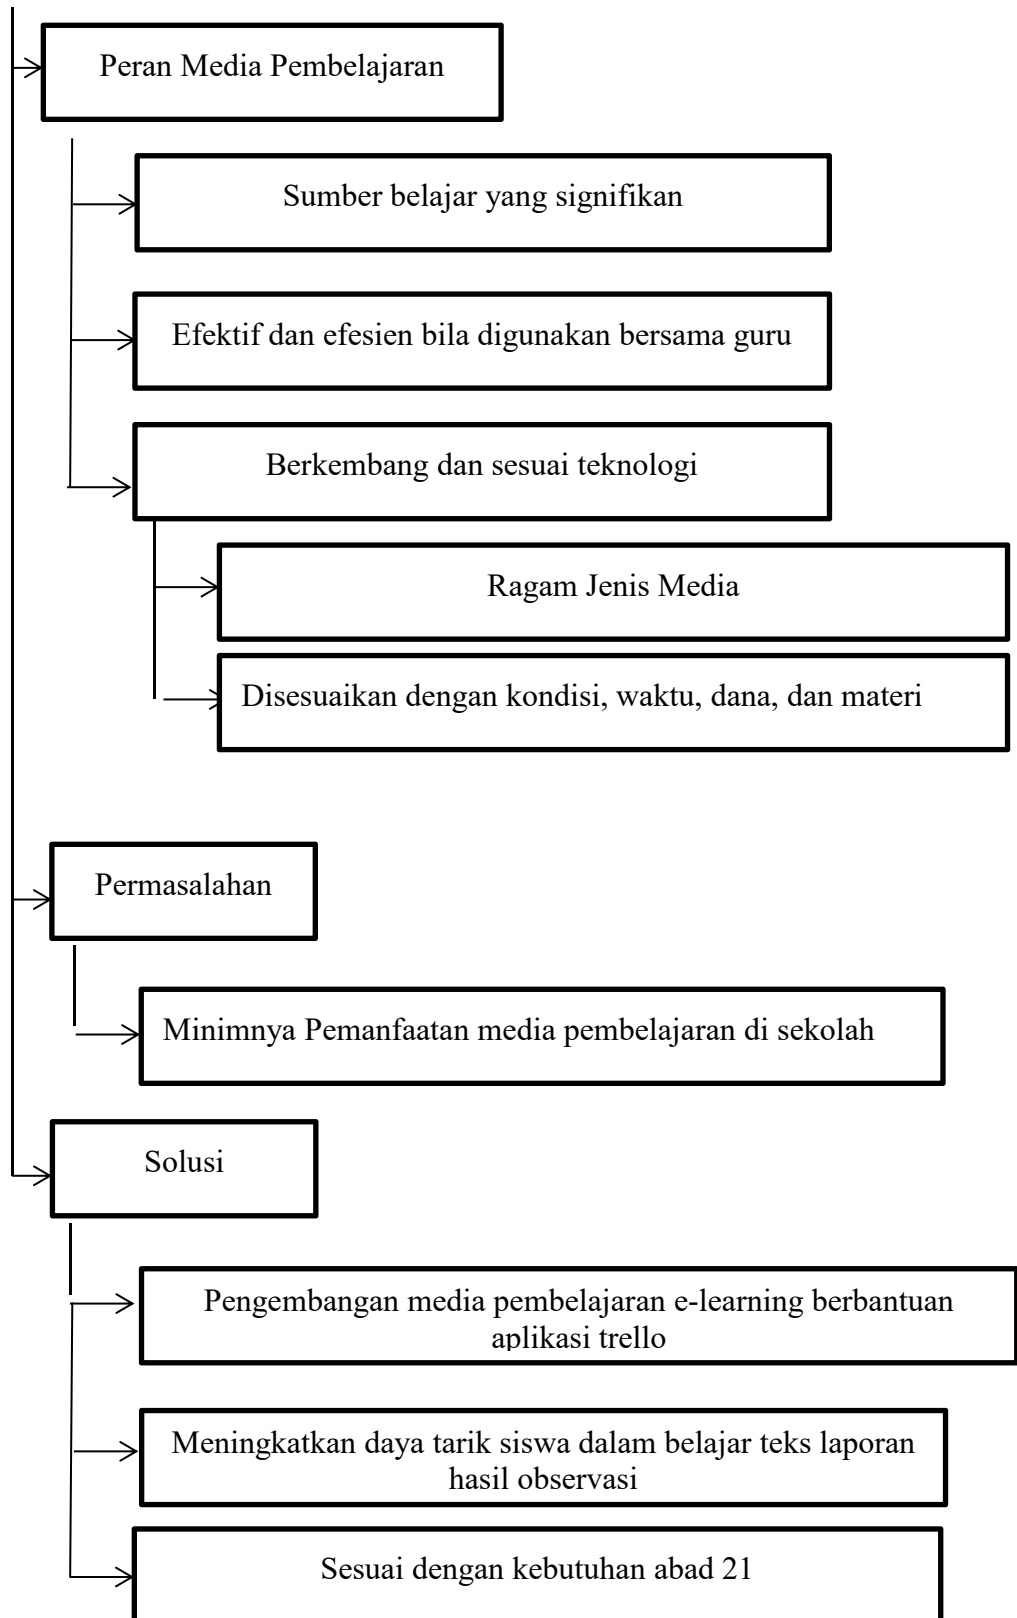 Peran Media Pembelajaran
Sumber belajar yang signifikan
Efektif dan efesien bila digunakan bersama guru
Berkembang dan sesuai teknologi
Ragam Jenis Media
Disesuaikan dengan kondisi, waktu, dana, dan materi
Permasalahan
Minimnya Pemanfaatan media pembelajaran di sekolah
Solusi
Pengembangan media pembelajaran e-learning berbantuan
aplikasi trello
Meningkatkan daya tarik siswa dalam belajar teks laporan
hasil observasi
Sesuai dengan kebutuhan abad 21